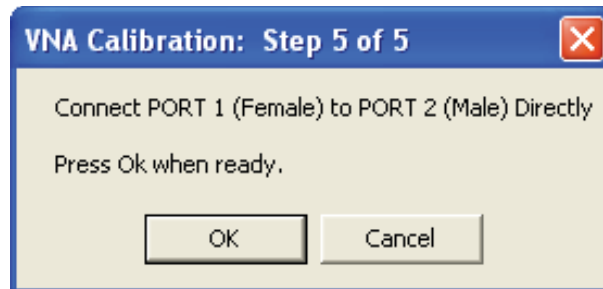 VNA Calibration: Step 5 of 5
Connect PORT 1 (Female) to PORT 2 (Male) Directly
Press Ok when ready.
OK
Cancel